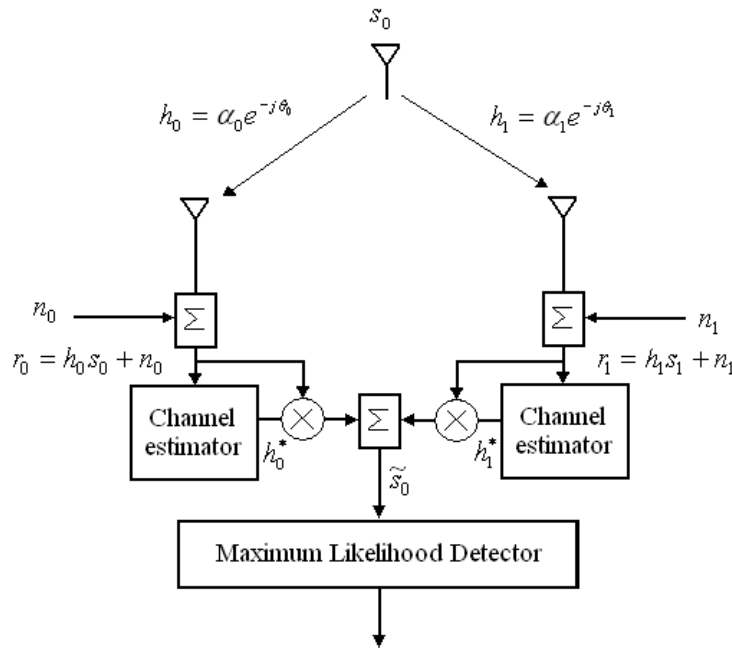 s₀
h₀ = α₀e^{-jθ₀}
h₁ = α₁e^{-jθ₁}
n₀
Σ
Σ
n₁
r₀ = h₀s₀ + n₀
r₁ = h₁s₁ + n₁
Channel
estimator
×
Σ
×
Channel
estimator
h₀*
h₁*
s̃₀
Maximum Likelihood Detector